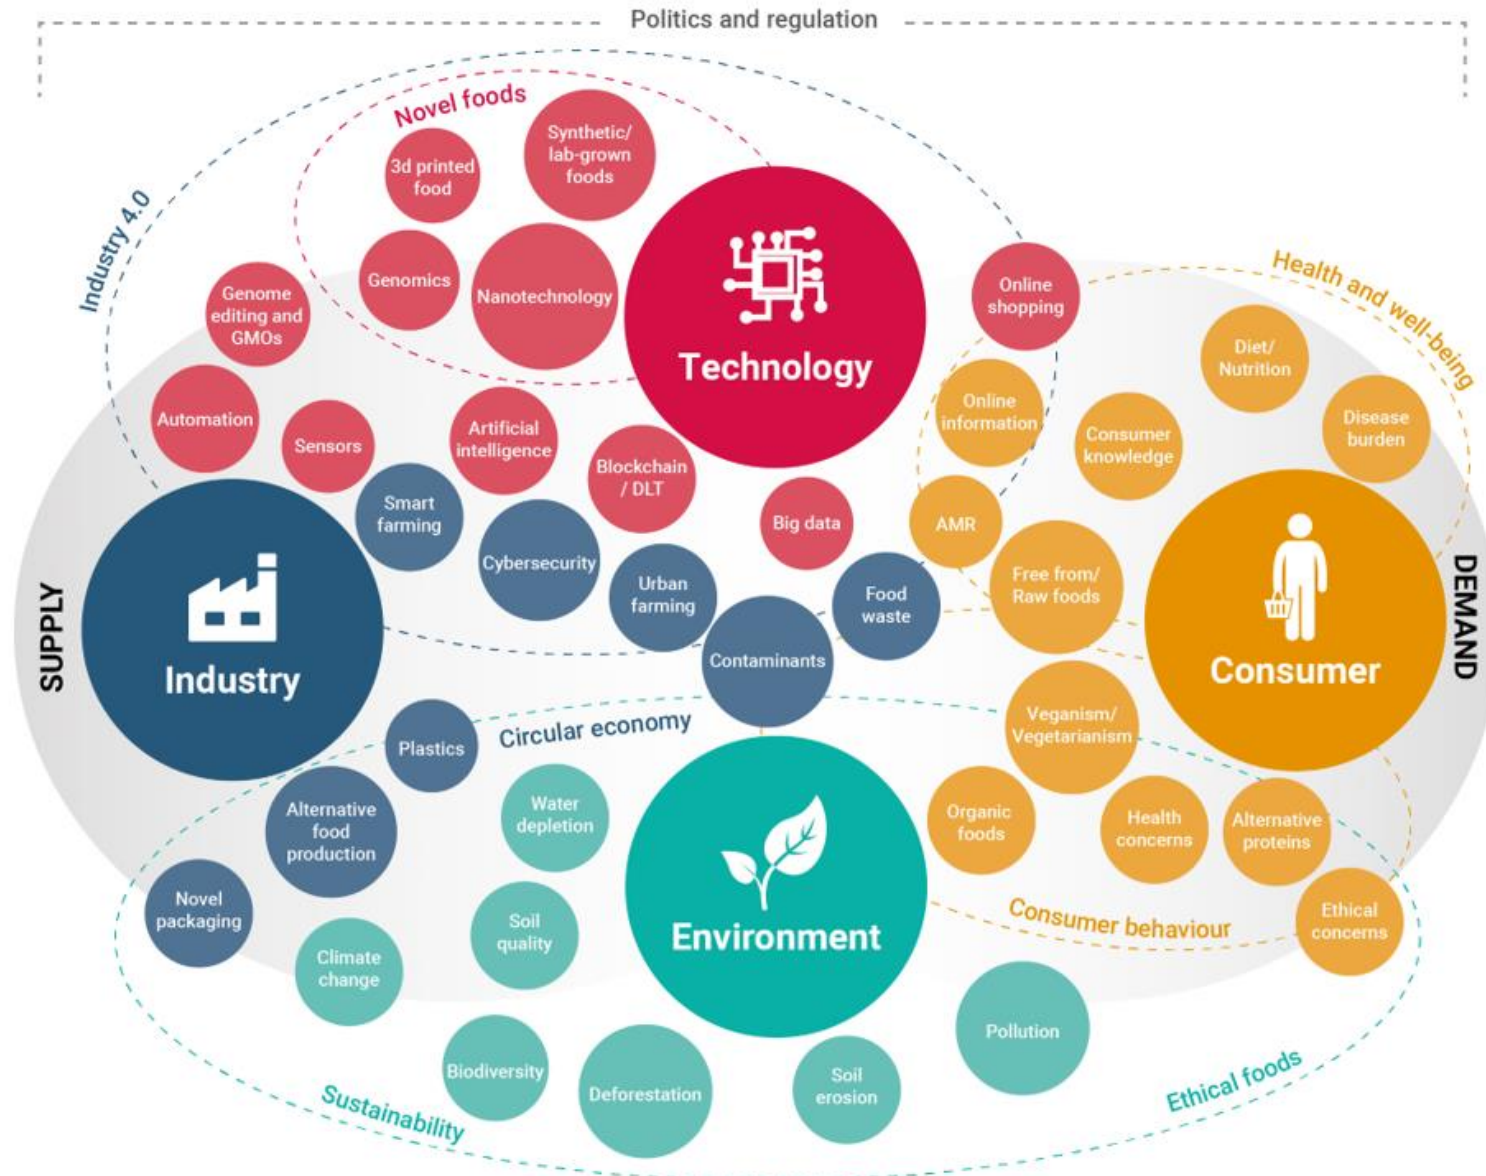 Politics and regulation
Novel foods
Synthetic/
lab-grown
foods
3d printed
food
Industry 4.0
Genomics
Nanotechnology
Technology
Genome
editing and
GMOs
Online
shopping
Health and well-being
Diet/
Nutrition
Automation
Sensors
Artificial
intelligence
Blockchain
/ DLT
Online
information
Consumer
knowledge
Disease
burden
Smart
farming
Cybersecurity
Urban
farming
Big data
AMR
Free from/
Raw foods
Food
waste
Contaminants
SUPPLY
Industry
Consumer
DEMAND
Plastics
Circular economy
Veganism/
Vegetarianism
Alternative
food
production
Water
depletion
Organic
foods
Health
concerns
Alternative
proteins
Novel
packaging
Soil
quality
Environment
Consumer behaviour
Ethical
concerns
Climate
change
Pollution
Biodiversity
Deforestation
Soil
erosion
Sustainability
Ethical foods